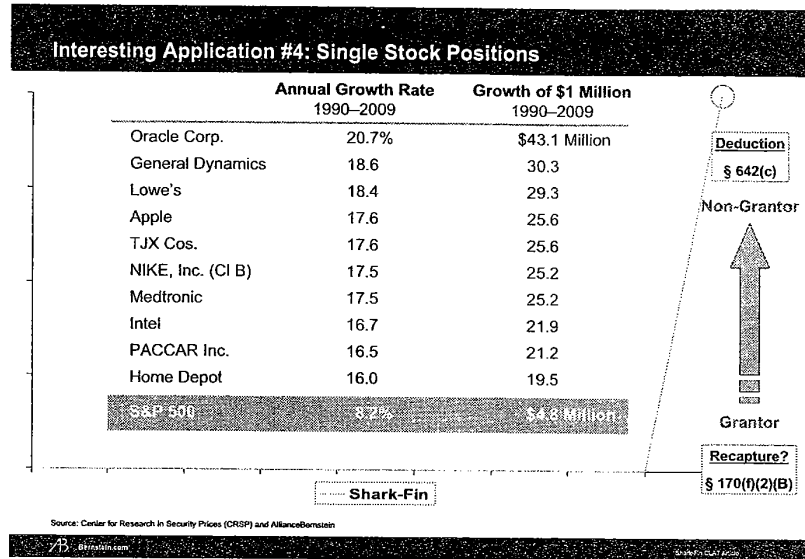 Interesting Application #4: Single Stock Positions
Annual Growth Rate Growth of $1 Million
1990–2009 1990–2009
Oracle Corp. 20.7% $43.1 Million
General Dynamics 18.6 30.3
Lowe's 18.4 29.3
Apple 17.6 25.6
TJX Cos. 17.6 25.6
NIKE, Inc. (Cl B) 17.5 25.2
Medtronic 17.5 25.2
Intel 16.7 21.9
PACCAR Inc. 16.5 21.2
Home Depot 16.0 19.5
S&P 500 8.2% $4.8 Million
Deduction
§ 642(c)
Non-Grantor
Grantor
Recapture?
§ 170(f)(2)(B)
Shark-Fin
Source: Center for Research in Security Prices (CRSP) and AllianceBernstein
AB Bernstein.com